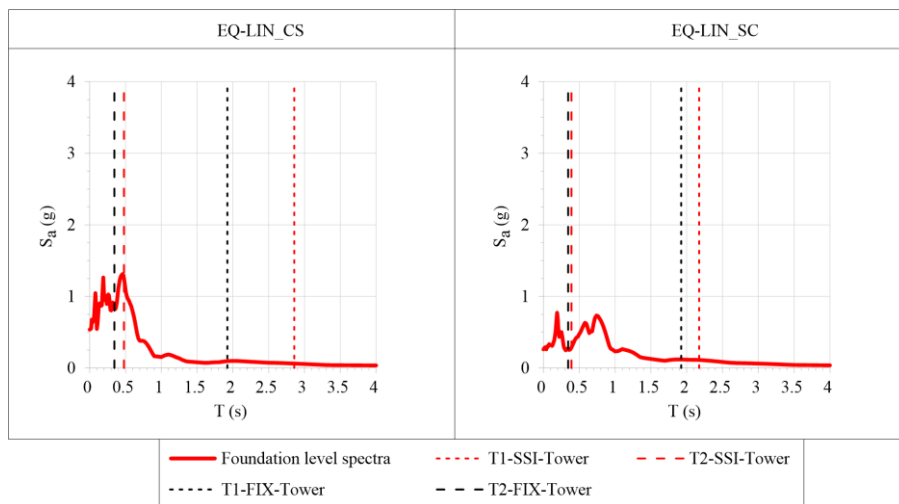 EQ-LIN_CS
EQ-LIN_SC
4
3
2
1
0
Sa (g)
0 0.5 1 1.5 2 2.5 3 3.5 4
T (s)
4
3
2
1
0
Sa (g)
0 0.5 1 1.5 2 2.5 3 3.5 4
T (s)
Foundation level spectra
T1-SSI-Tower
T2-SSI-Tower
T1-FIX-Tower
T2-FIX-Tower